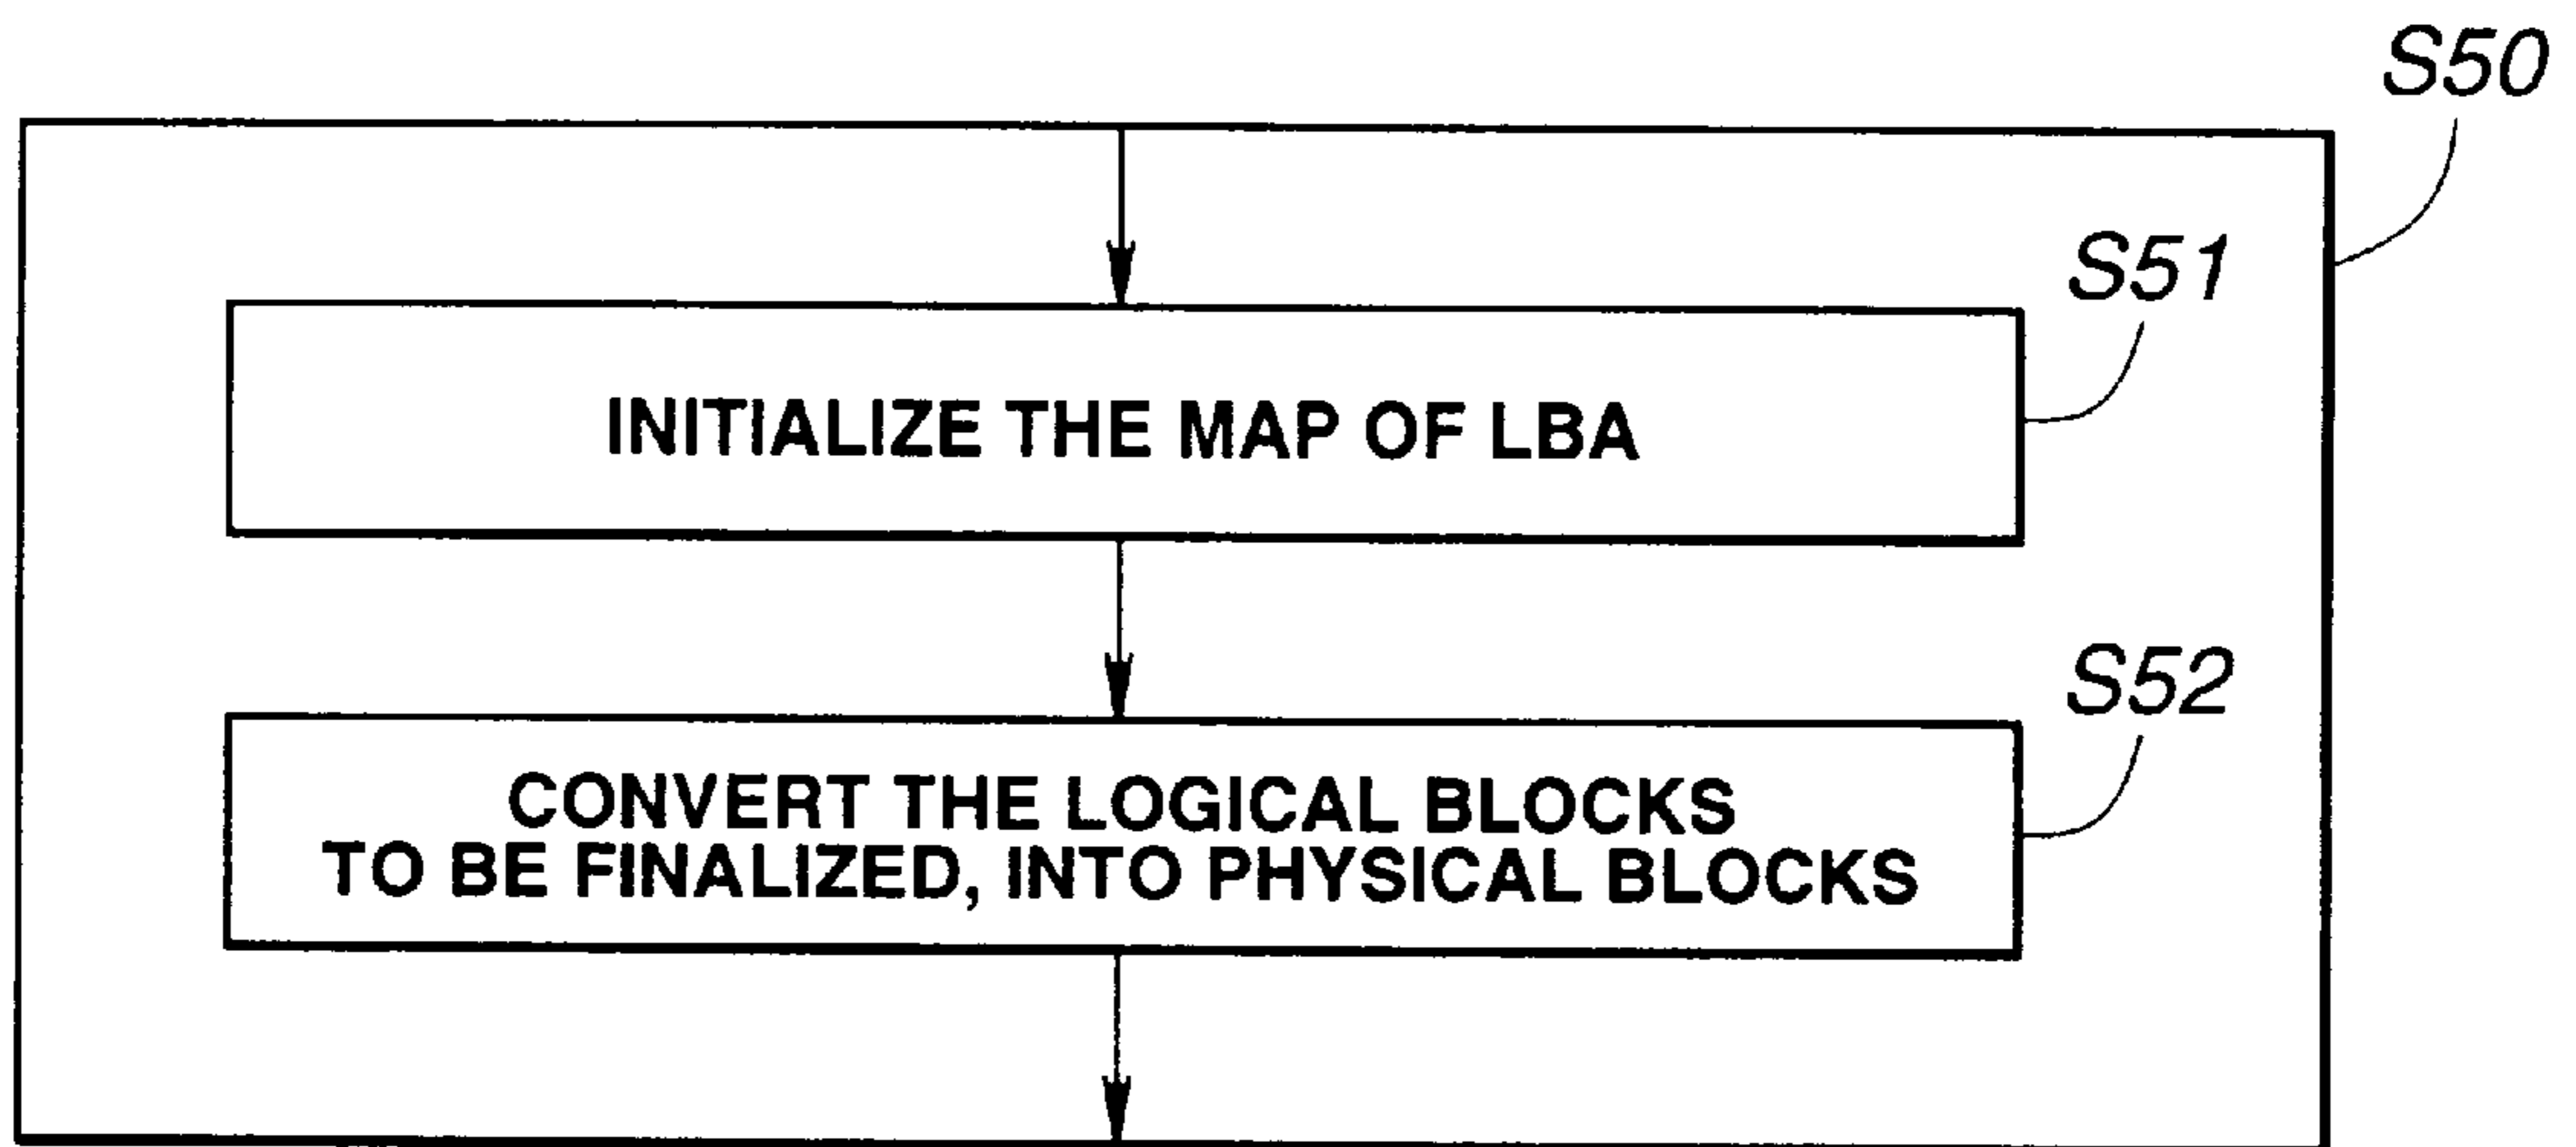 S50
S51
INITIALIZE THE MAP OF LBA
S52
CONVERT THE LOGICAL BLOCKS
TO BE FINALIZED, INTO PHYSICAL BLOCKS